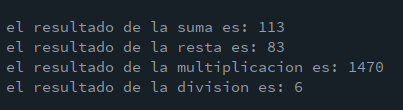 el resultado de la suma es: 113
el resultado de la resta es: 83
el resultado de la multiplicacion es: 1470
el resultado de la division es: 6